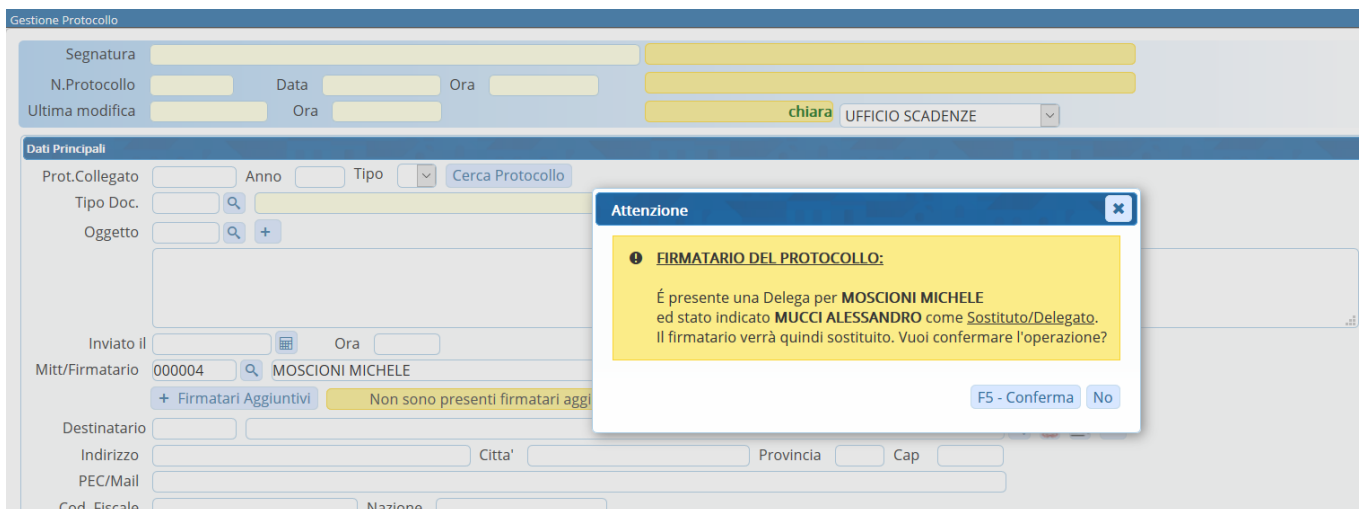 Gestione Protocollo
Segnatura
N.Protocollo Data Ora
Ultima modifica Ora chiara UFFICIO SCADENZE
Dati Principali
Prot.Collegato Anno Tipo Cerca Protocollo
Tipo Doc.
Oggetto +
Attenzione
FIRMATARIO DEL PROTOCOLLO:
É presente una Delega per MOSCIONI MICHELE
ed stato indicato MUCCI ALESSANDRO come Sostituto/Delegato.
Il firmatario verrà quindi sostituito. Vuoi confermare l'operazione?
F5 - Conferma No
Inviato il Ora
Mitt/Firmatario 000004 MOSCIONI MICHELE
+ Firmatari Aggiuntivi Non sono presenti firmatari aggi
Destinatario
Indirizzo Citta' Provincia Cap
PEC/Mail
Cod. Fiscale Nazione